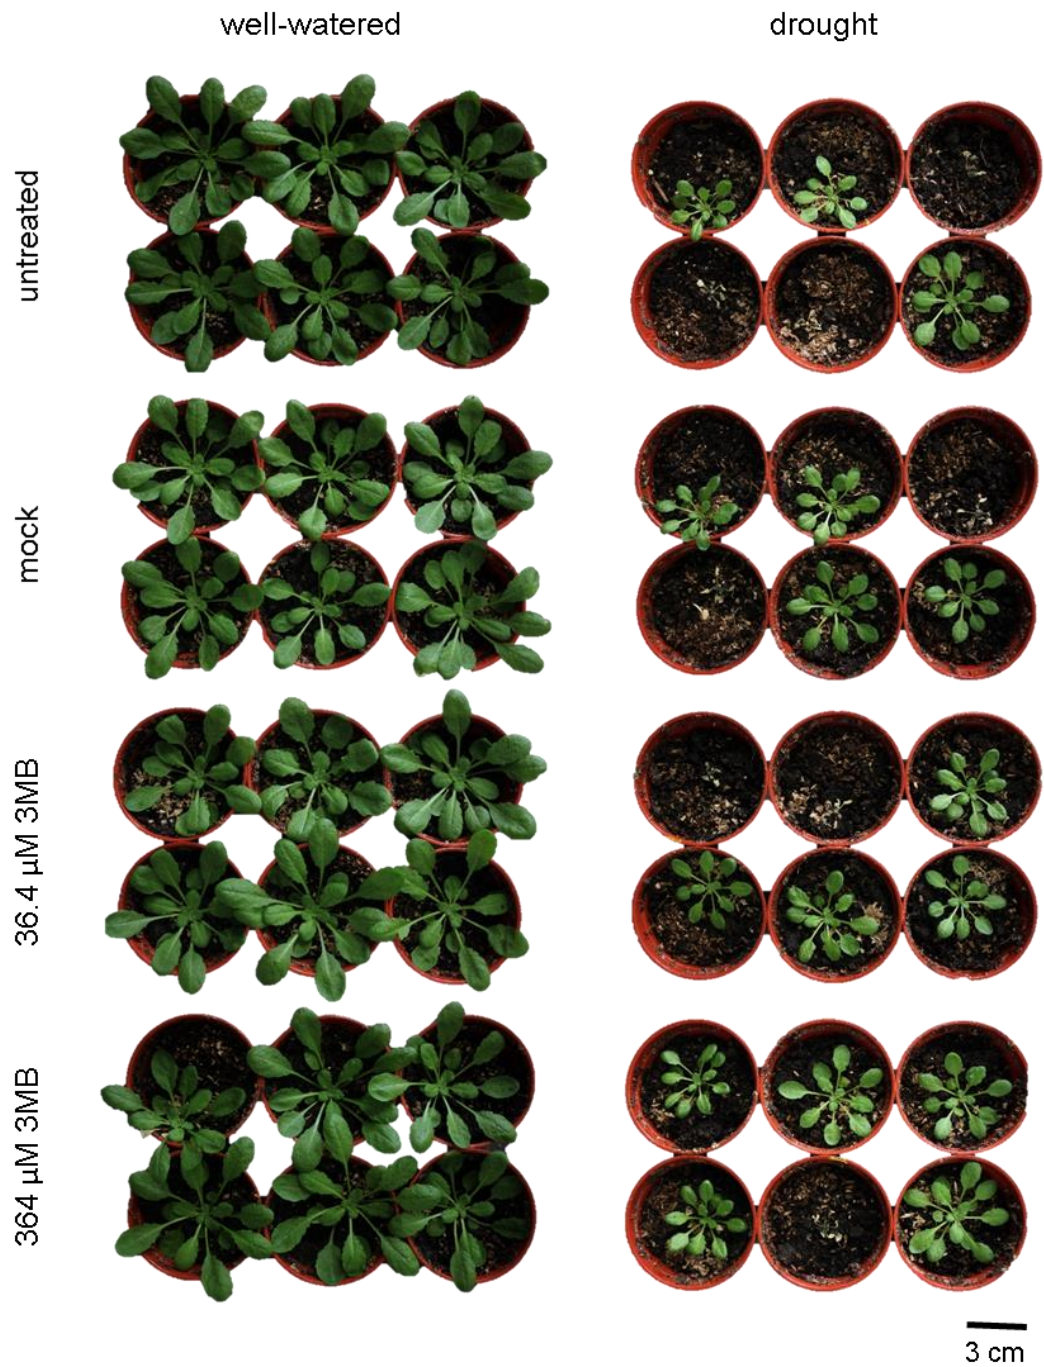 well-watered
drought
untreated
mock
36.4 µM 3MB
364 µM 3MB
3 cm